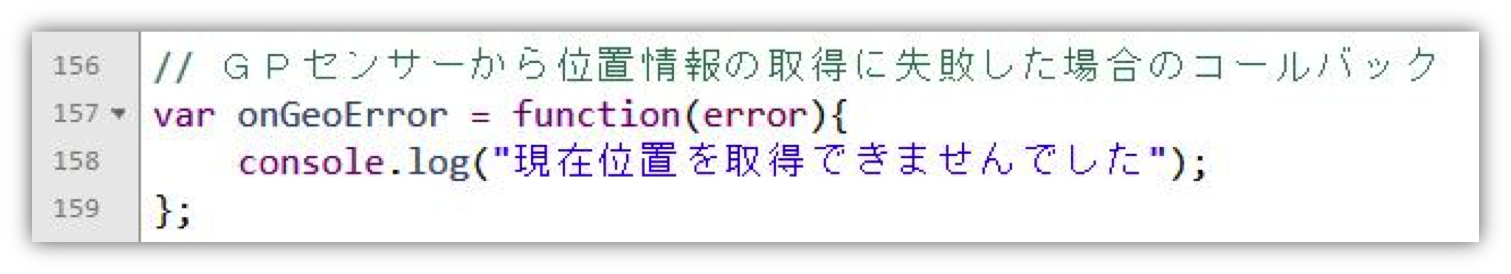 156 // ＧＰセンサーから位置情報の取得に失敗した場合のコールバック
157 var onGeoError = function(error){
158 console.log("現在位置を取得できませんでした");
159 };